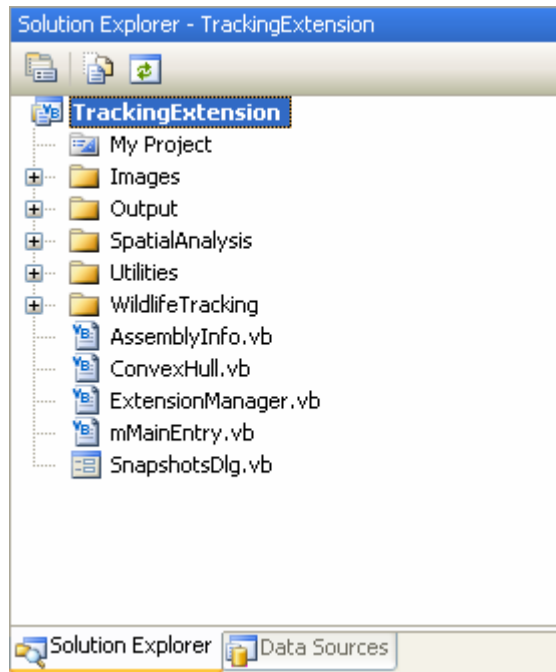 Solution Explorer - TrackingExtension
TrackingExtension
My Project
Images
Output
SpatialAnalysis
Utilities
WildlifeTracking
AssemblyInfo.vb
ConvexHull.vb
ExtensionManager.vb
mMainEntry.vb
SnapshotsDlg.vb
Solution Explorer Data Sources